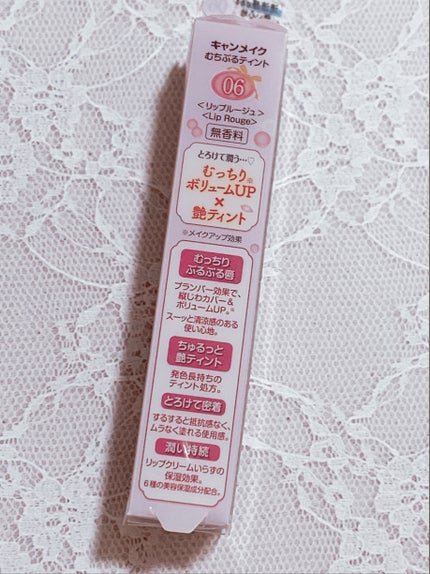 キャンメイク
むちぷるティント
06
＜リップルージュ＞
<Lip Rouge>
無香料
とろけて潤う…♡
むっちり※
ボリュームUP
×
艶ティント
※メイクアップ効果
むっちり
ぷるぷる唇
プランパー効果で、
縦じわカバー＆
ボリュームUP。※
スーッと清涼感のある
使い心地。
ちゅるっと
艶ティント
発色長持ちの
ティント処方。
とろけて密着
するすると抵抗感なく、
ムラなく塗れる使用感。
潤い持続
リップクリームいらずの
保湿効果。
6種の美容保湿成分配合。